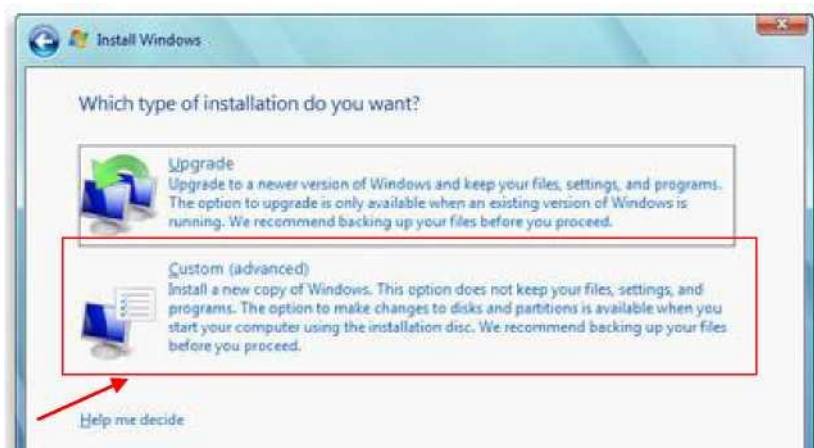 Install Windows
Which type of installation do you want?
Upgrade
Upgrade to a newer version of Windows and keep your files, settings, and programs.
The option to upgrade is only available when an existing version of Windows is
running. We recommend backing up your files before you proceed.
Custom (advanced)
Install a new copy of Windows. This option does not keep your files, settings, and
programs. The option to make changes to disks and partitions is available when you
start your computer using the installation disc. We recommend backing up your files
before you proceed.
Help me decide